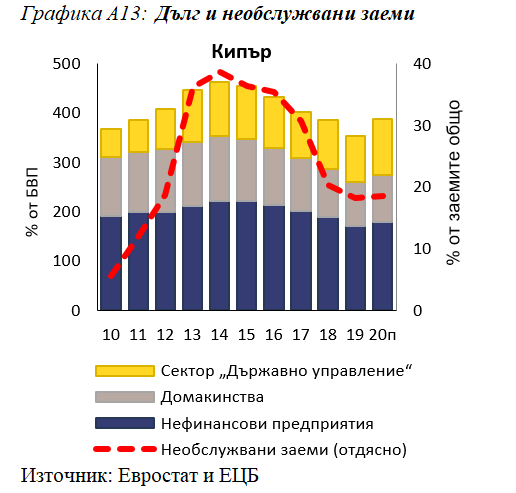 Графика А13: Дълг и необслужвани заеми
Кипър
500
400
300
200
100
0
% от БВП
40
30
20
10
0
% от заемите общо
10 11 12 13 14 15 16 17 18 19 20п
Сектор „Държавно управление“
Домакинства
Нефинансови предприятия
Необслужвани заеми (отдясно)
Източник: Евростат и ЕЦБ